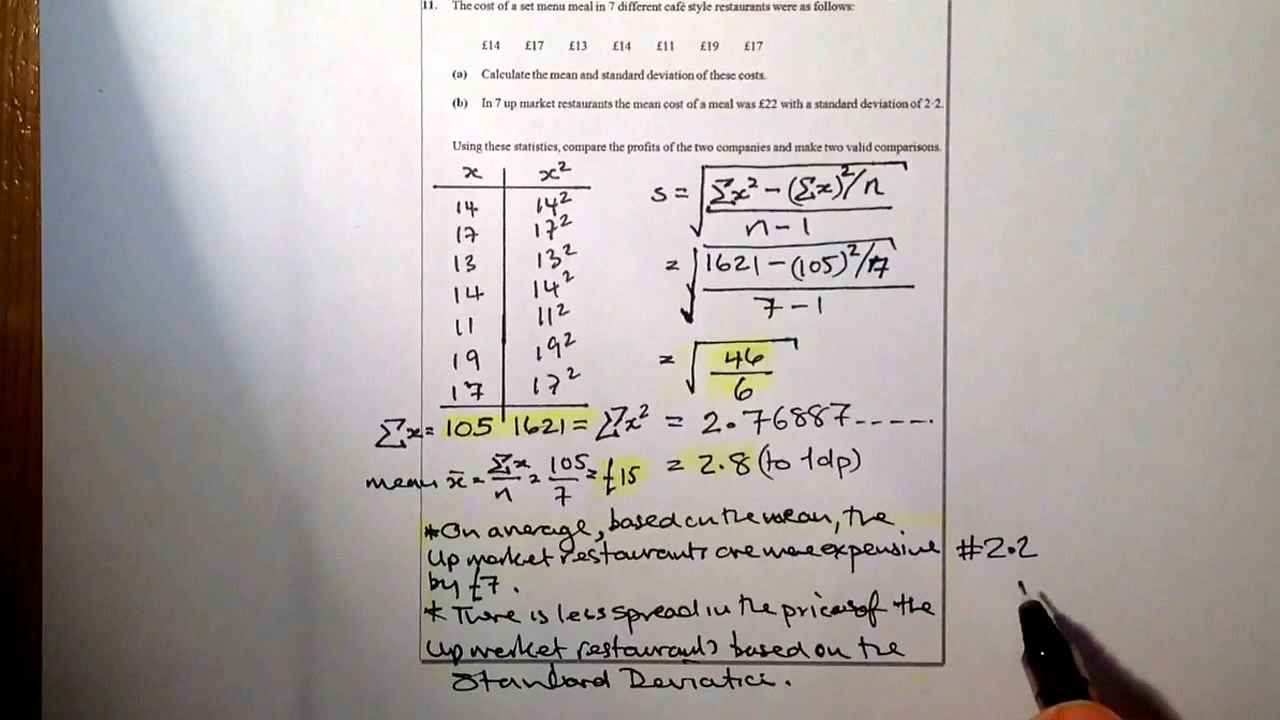 11. The cost of a set menu meal in 7 different café style restaurants were as follows:
£14 £17 £13 £14 £11 £19 £17
(a) Calculate the mean and standard deviation of these costs.
(b) In 7 up market restaurants the mean cost of a meal was £22 with a standard deviation of 2·2.
Using these statistics, compare the profits of the two companies and make two valid comparisons.
x x²
14 14²
17 17²
13 13²
14 14²
11 11²
19 19²
17 17²
Σx = 105 1621 = Σx²
mean x̄ = Σx/n = 105/7 = £15
s = √((Σx² − (Σx)²/n)/(n − 1))
= √((1621 − (105)²/7)/(7 − 1))
= √(46/6)
= 2.76887-----.
= 2.8 (to 1dp)
*On average, based on the mean, the
Up market restaurants are more expensive #2.2
by £7.
* There is less spread in the prices of the
Up market restaurants based on the
Standard Deviation.